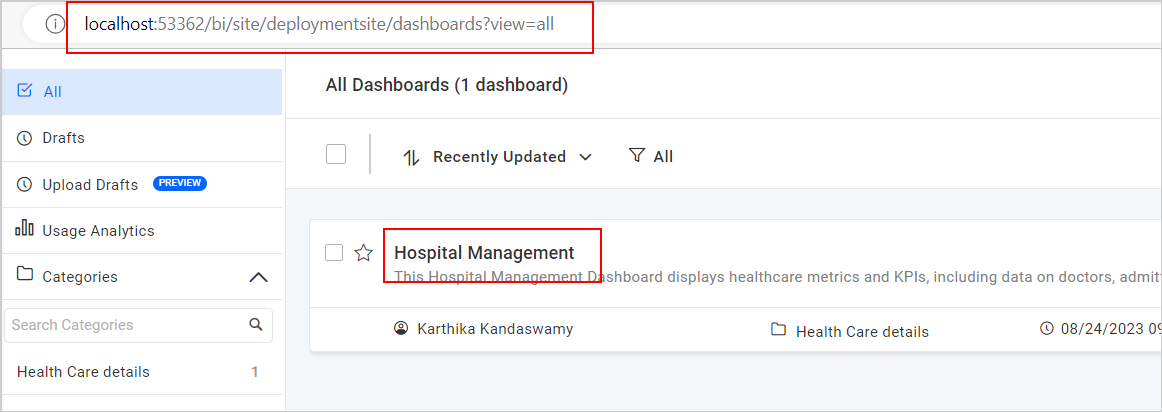 localhost:53362/bi/site/deploymentsite/dashboards?view=all
All
Drafts
Upload Drafts PREVIEW
Usage Analytics
Categories
Search Categories
Health Care details 1
All Dashboards (1 dashboard)
Recently Updated All
Hospital Management
This Hospital Management Dashboard displays healthcare metrics and KPIs, including data on doctors,
Karthika Kandaswamy Health Care details 08/24/2023